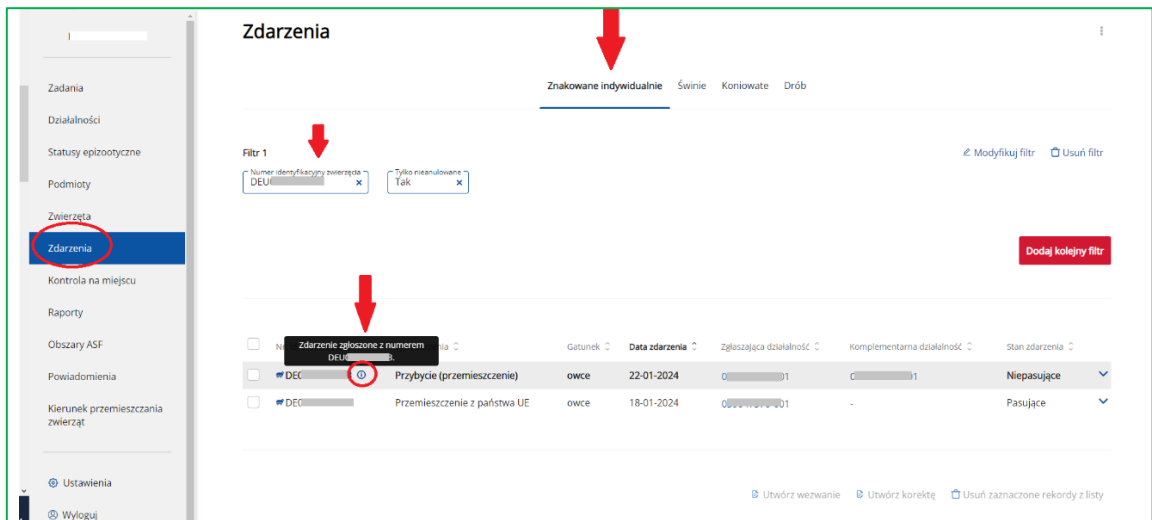 Zdarzenia
Znakowane indywidualnie Świnie Koniowate Drób
Zadania
Działalności
Statusy epizootyczne
Podmioty
Zwierzęta
Zdarzenia
Kontrola na miejscu
Raporty
Obszary ASF
Powiadomienia
Kierunek przemieszczania
zwierząt
Ustawienia
Wyloguj
Filtr 1
Modyfikuj filtr Usuń filtr
Numer identyfikacyjny zwierzęcia
DEU x
Tylko nieanulowane
Tak x
Dodaj kolejny filtr
Zdarzenie zgłoszone z numerem
DEU
Gatunek Data zdarzenia Zgłaszająca działalność Komplementarna działalność Stan zdarzenia
Przybycie (przemieszczenie) owce 22-01-2024 Niepasujące
Przemieszczenie z państwa UE owce 18-01-2024 - Pasujące
Utwórz wezwanie Utwórz korektę Usuń zaznaczone rekordy z listy